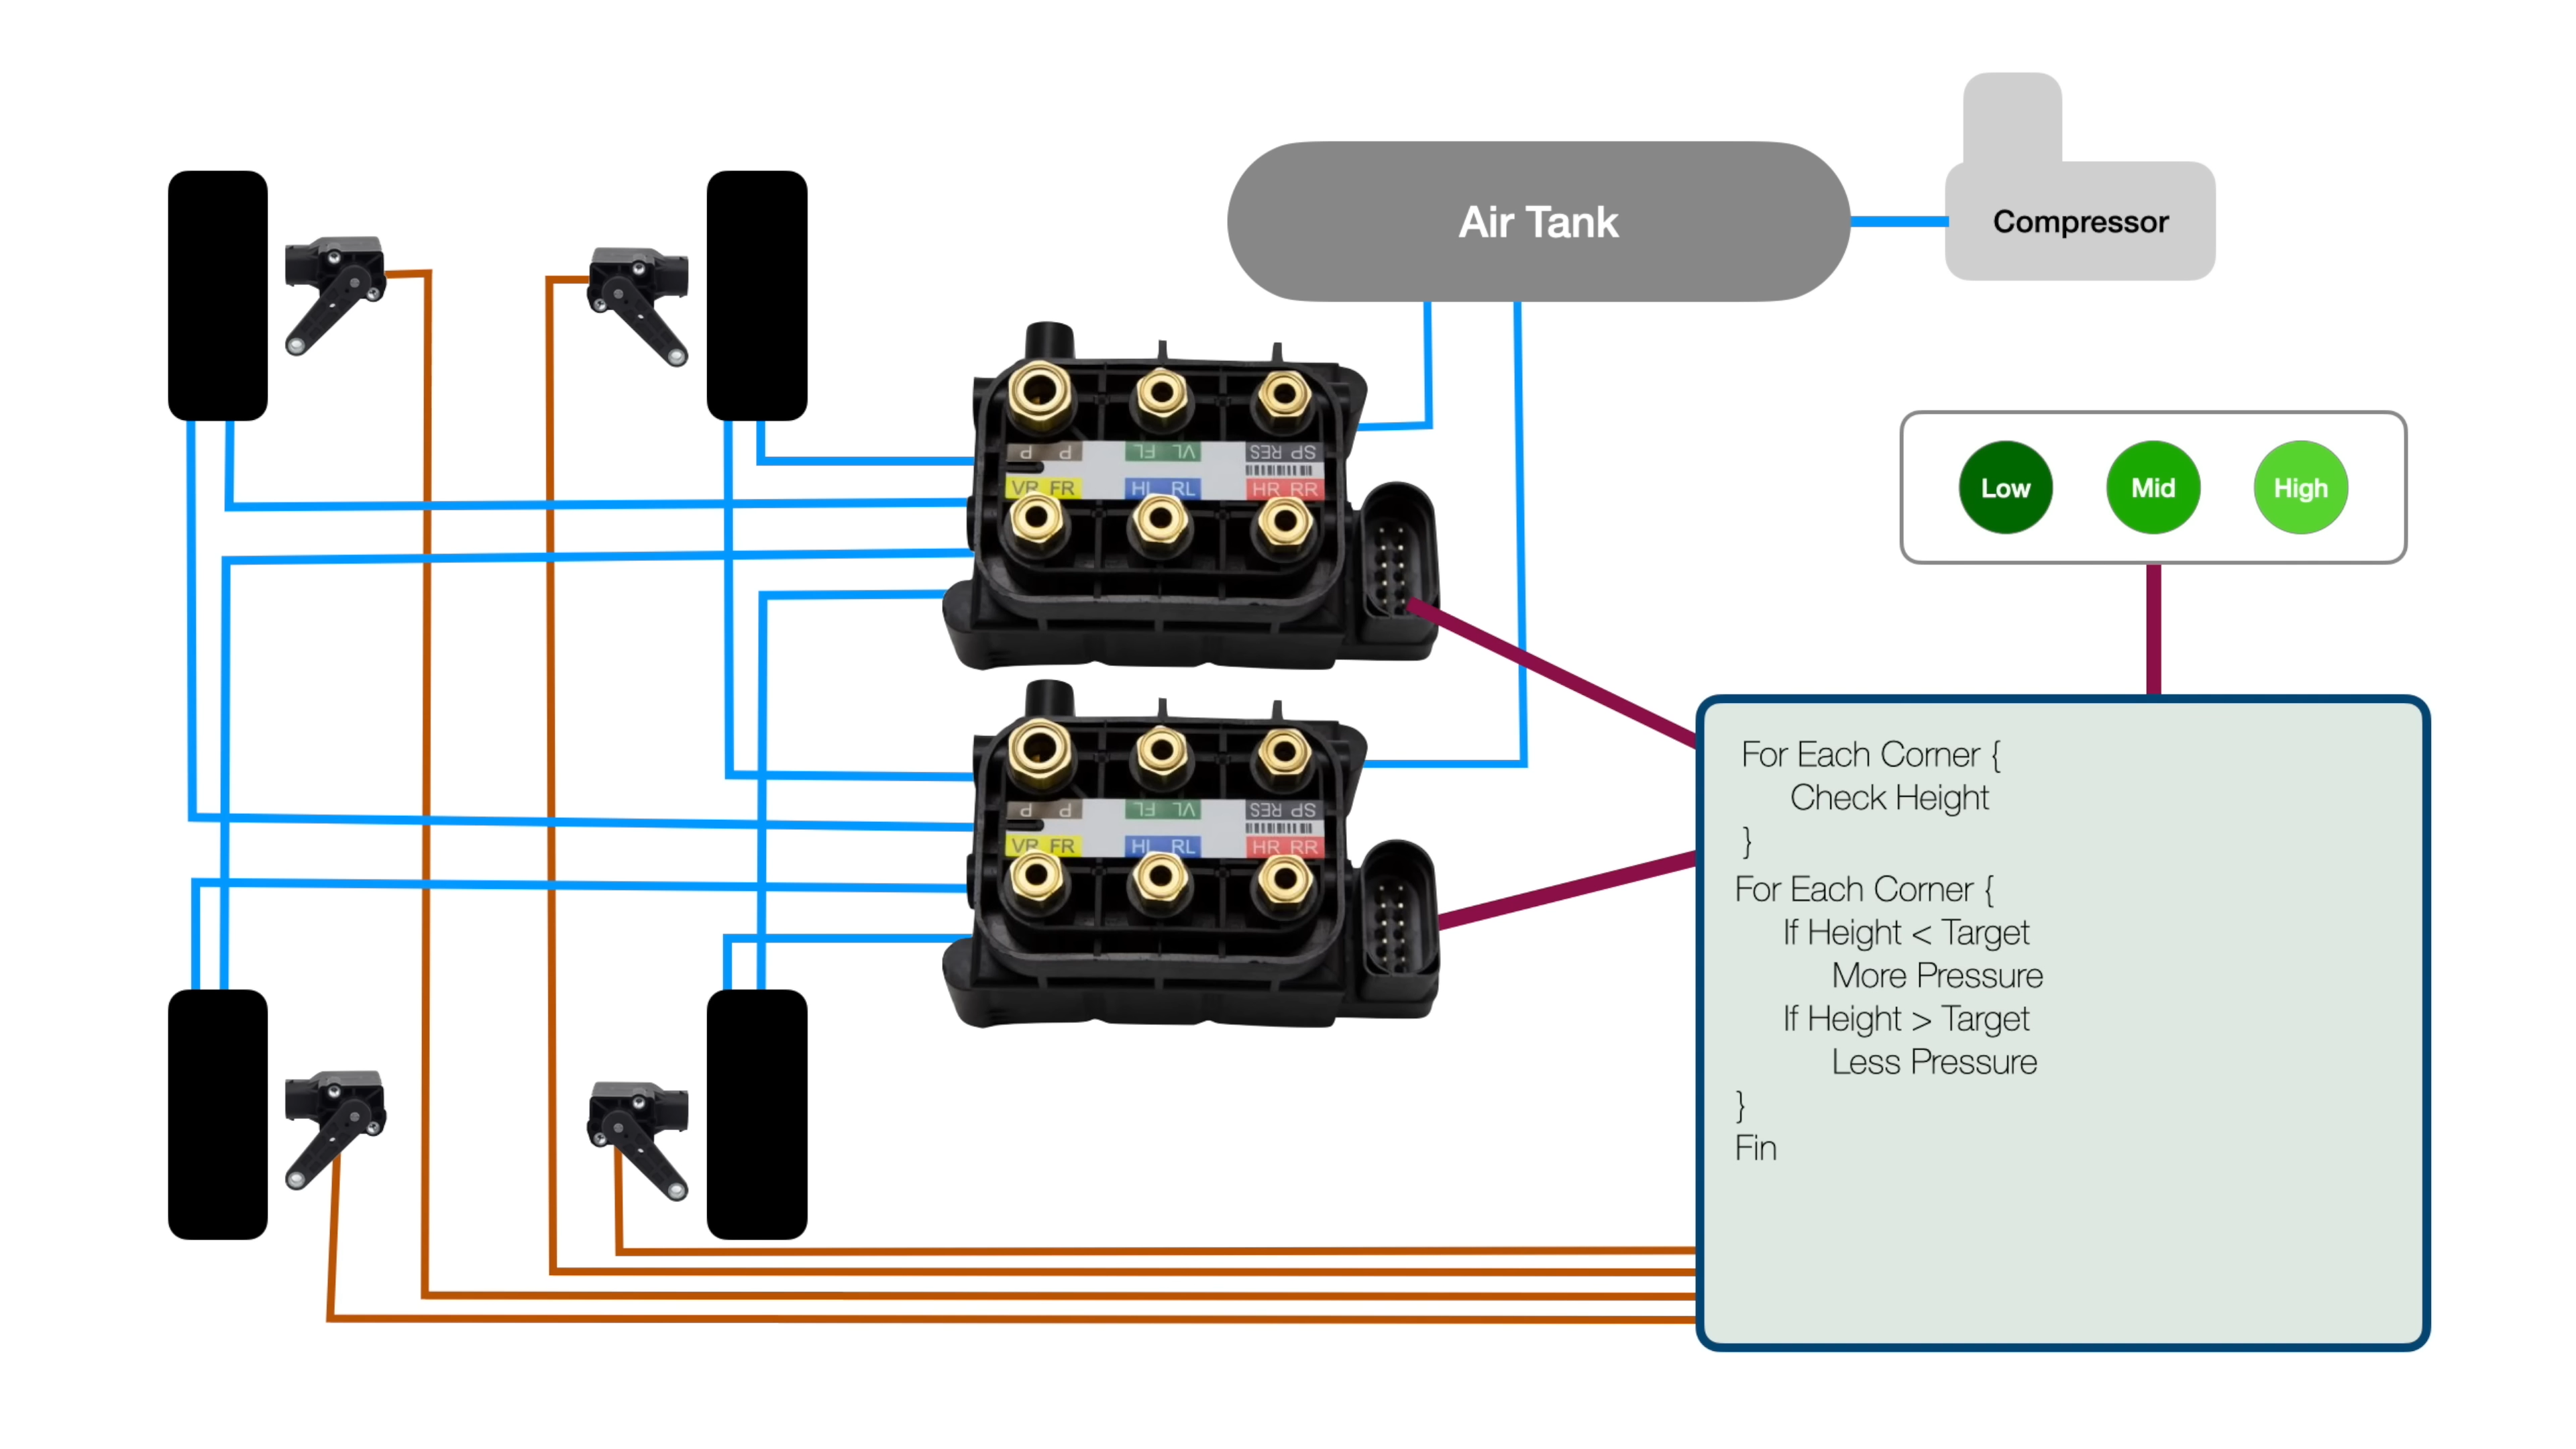 Air Tank
Compressor
Low Mid High
P P VL FL SP RES
VR FR HL RL HR RR
P P VL FL SP RES
VR FR HL RL HR RR
For Each Corner {
Check Height
}
For Each Corner {
If Height < Target
More Pressure
If Height > Target
Less Pressure
}
Fin